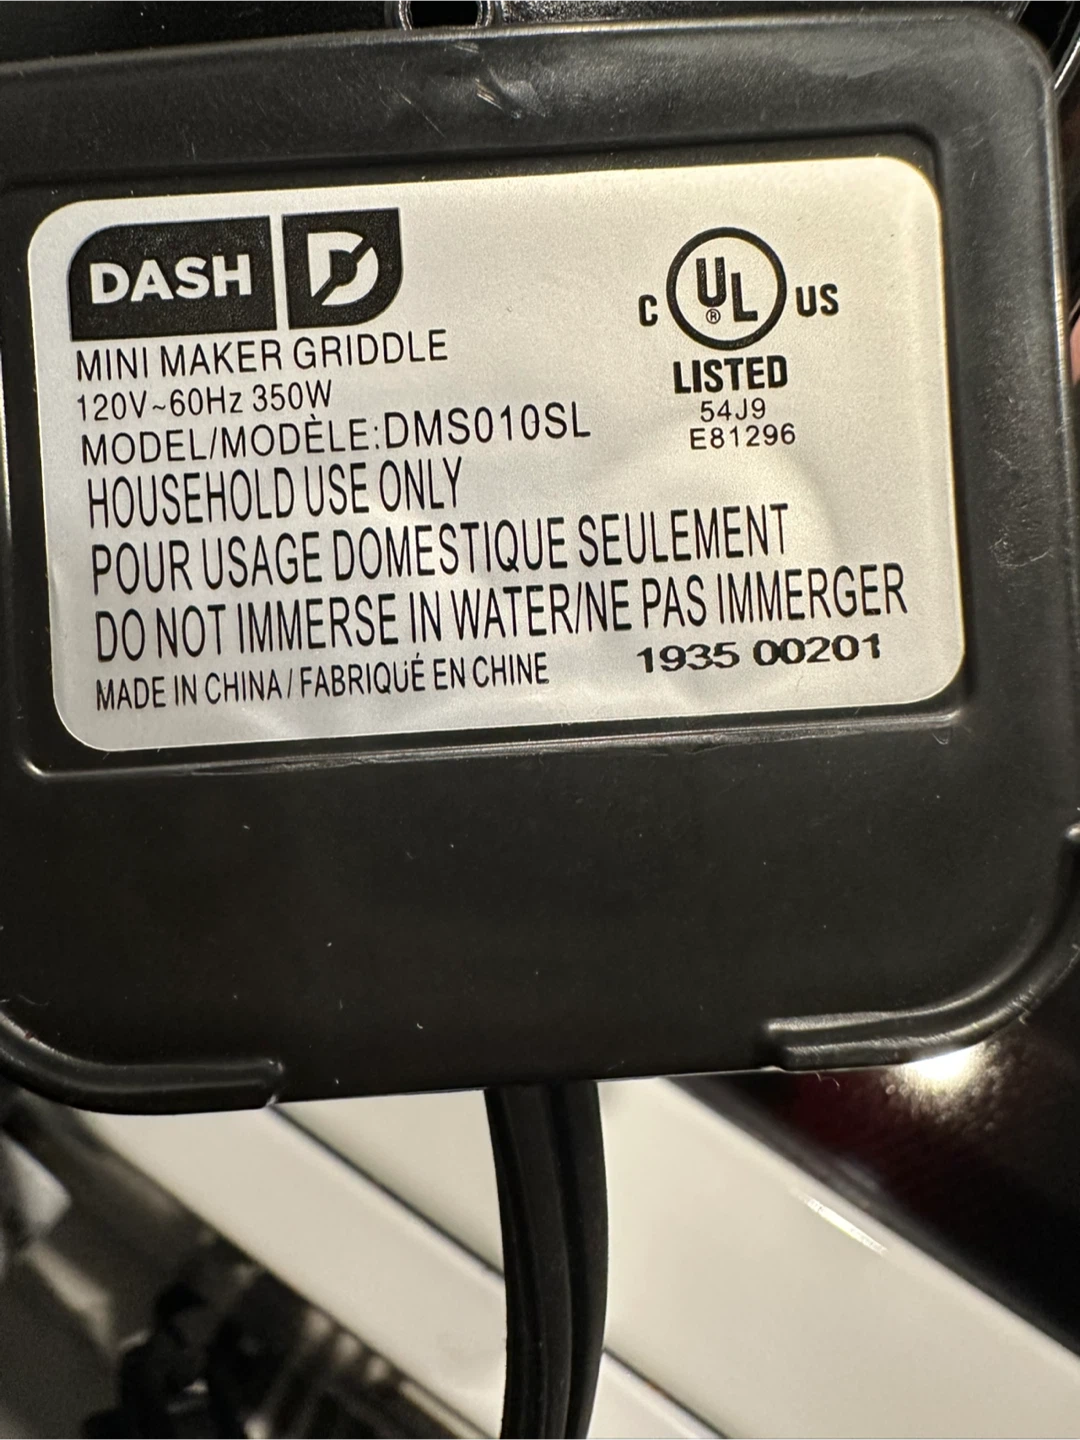 DASH D
MINI MAKER GRIDDLE
120V~60Hz 350W
MODEL/MODÈLE:DMS010SL
HOUSEHOLD USE ONLY
POUR USAGE DOMESTIQUE SEULEMENT
DO NOT IMMERSE IN WATER/NE PAS IMMERGER
MADE IN CHINA / FABRIQUÉ EN CHINE
1935 00201
C UL® US
LISTED
54J9
E81296